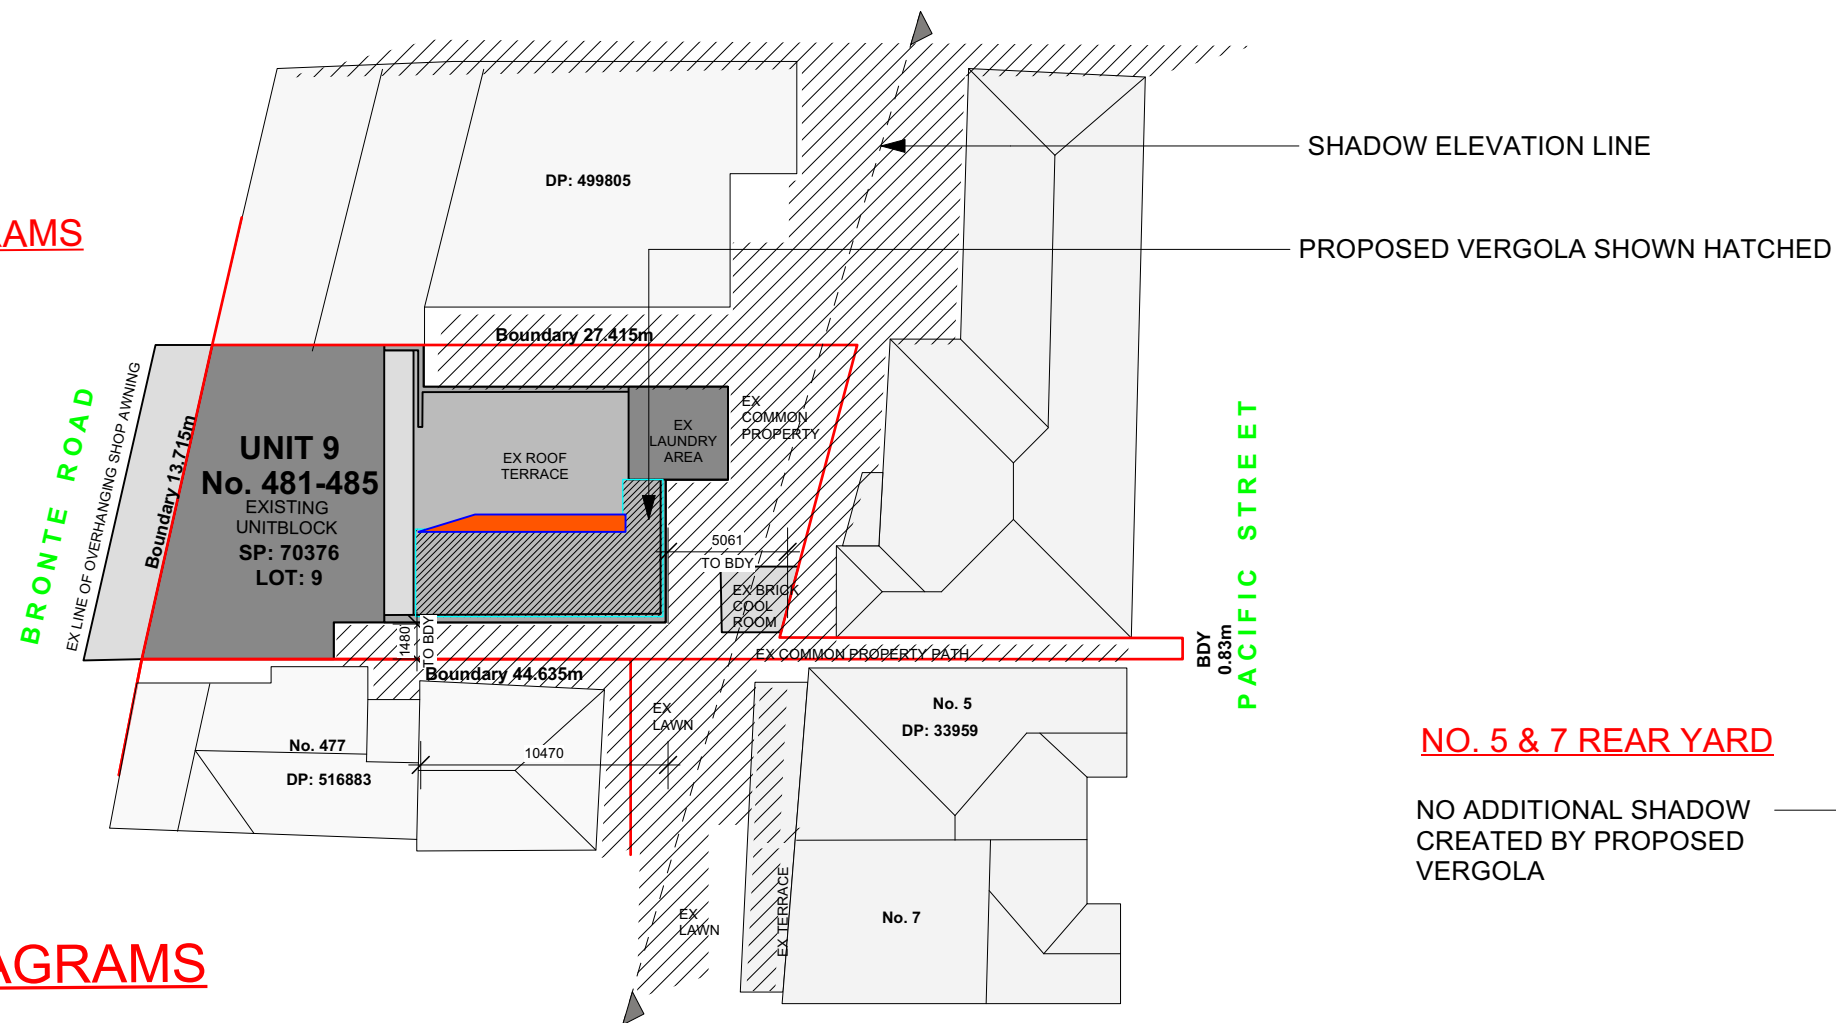 SHADOW ELEVATION LINE
DP: 499805
AMS
PROPOSED VERGOLA SHOWN HATCHED
Boundary 27.415m
BRONTE ROAD
EX LINE OF OVERHANGING SHOP AWNING
Boundary 13.715m
UNIT 9
No. 481-485
EXISTING
UNITBLOCK
SP: 70376
LOT: 9
EX ROOF
TERRACE
EX
LAUNDRY
AREA
EX
COMMON
PROPERTY
5061
TO BDY
EX BRICK
COOL
ROOM
1480
TO BDY
EX COMMON PROPERTY PATH
BDY
0.83m
PACIFIC STREET
Boundary 44.635m
EX
LAWN
No. 477
DP: 516883
10470
No. 5
DP: 33959
NO. 5 & 7 REAR YARD
NO ADDITIONAL SHADOW
CREATED BY PROPOSED
VERGOLA
EX
LAWN
EX TERRACE
No. 7
AGRAMS